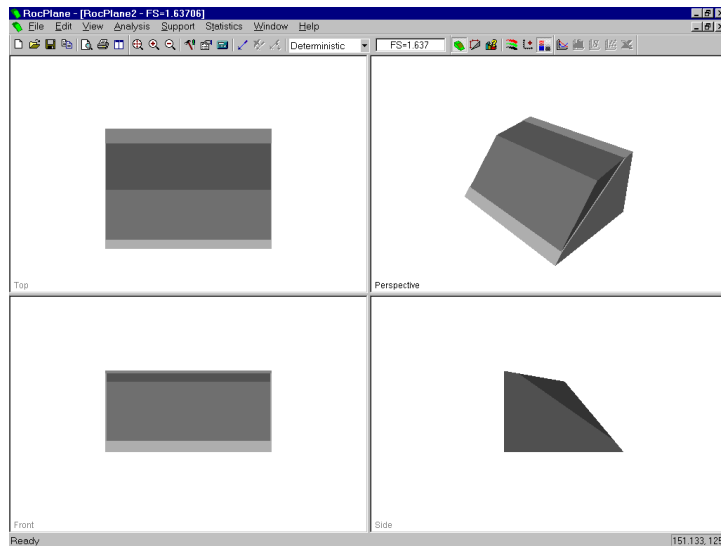 RocPlane - [RocPlane2 - FS=1.63706]
File Edit View Analysis Support Statistics Window Help
Deterministic FS=1.637
Top
Perspective
Front
Side
Ready
151.133, 125